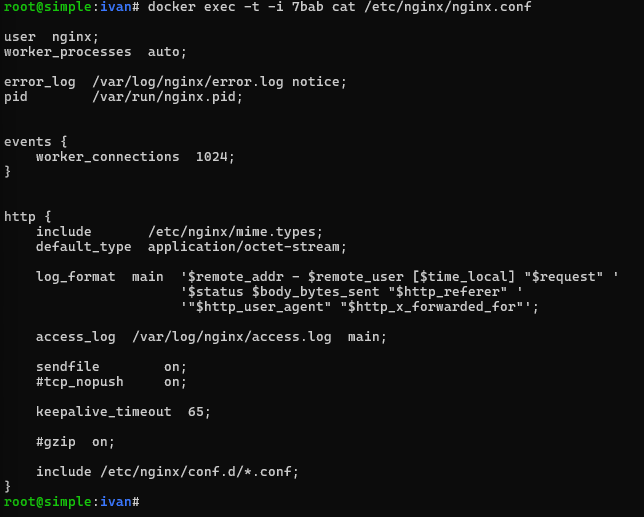 root@simple:ivan# docker exec -t -i 7bab cat /etc/nginx/nginx.conf
user  nginx;
worker_processes  auto;
error_log  /var/log/nginx/error.log notice;
pid        /var/run/nginx.pid;
events {
    worker_connections  1024;
}
http {
    include       /etc/nginx/mime.types;
    default_type  application/octet-stream;
    log_format  main  '$remote_addr - $remote_user [$time_local] "$request" '
                      '$status $body_bytes_sent "$http_referer" '
                      '"$http_user_agent" "$http_x_forwarded_for"';
    access_log  /var/log/nginx/access.log  main;
    sendfile        on;
    #tcp_nopush     on;
    keepalive_timeout  65;
    #gzip  on;
    include /etc/nginx/conf.d/*.conf;
}
root@simple:ivan#